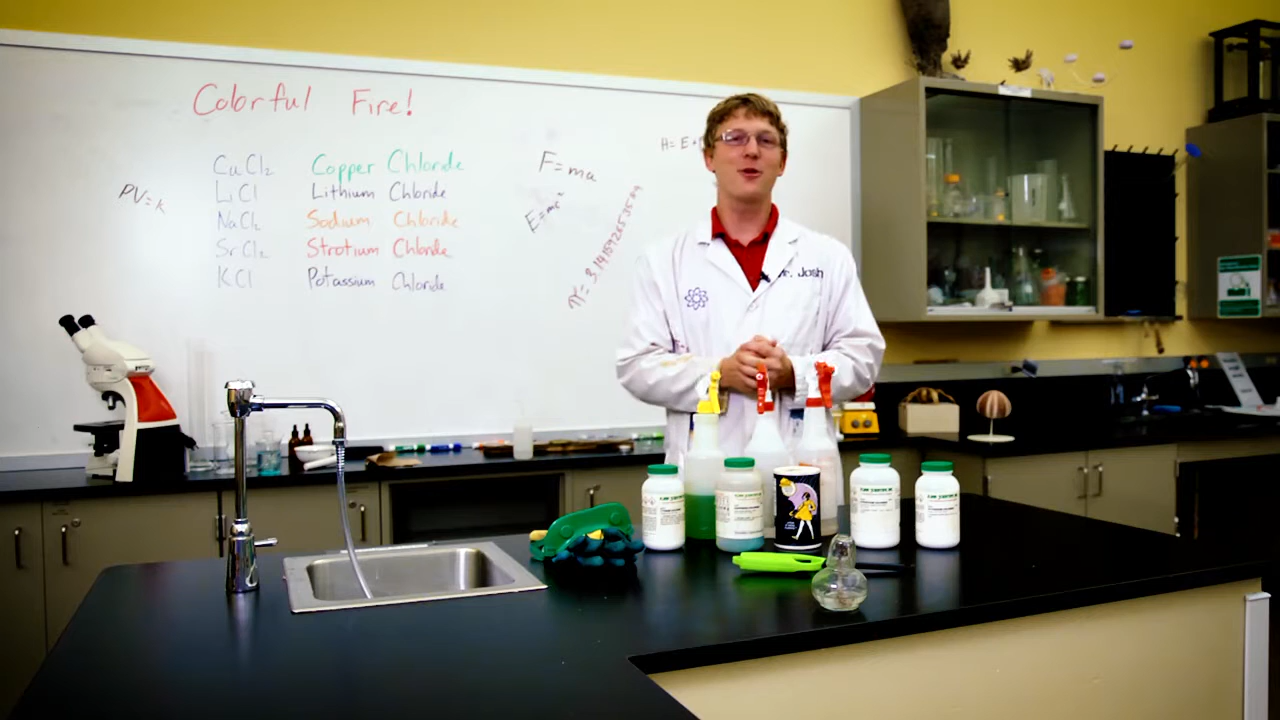 Colorful Fire!
CuCl₂ Copper Chloride
LiCl Lithium Chloride
NaCl₂ Sodium Chloride
SrCl₂ Strotium Chloride
KCl Potassium Chloride
PV=k
F=ma
E=mc²
H= E+
π= 3.14159265359
Josh